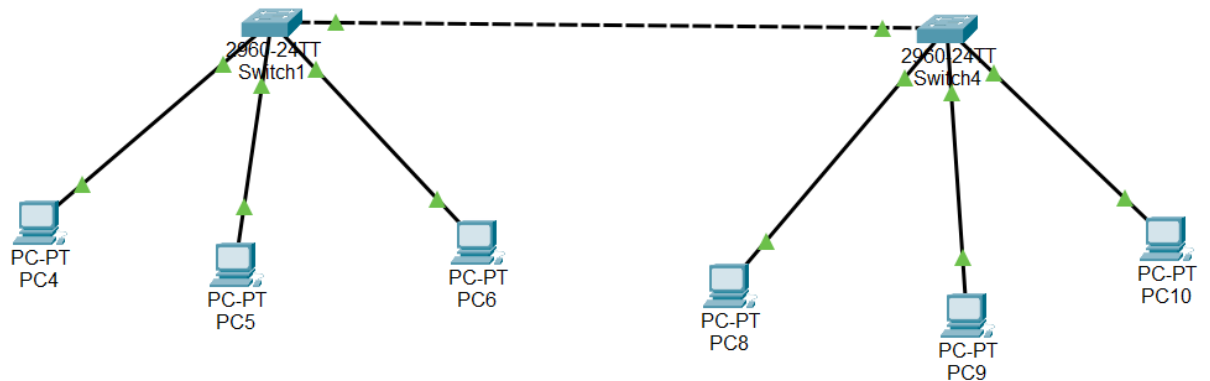 2960-24TT
Switch1
2960-24TT
Switch4
PC-PT
PC4
PC-PT
PC5
PC-PT
PC6
PC-PT
PC8
PC-PT
PC9
PC-PT
PC10